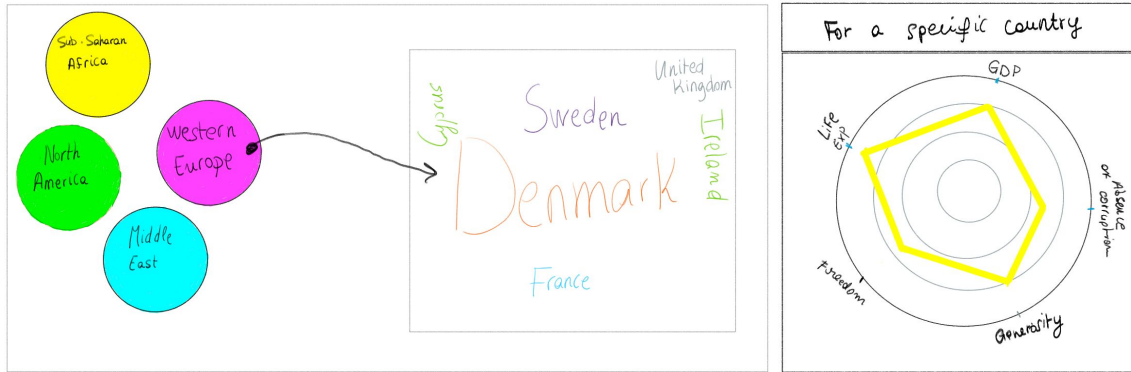 Sub-Saharan
Africa
Western
Europe
North
America
Middle
East
Cyprus
Sweden
United
Kingdom
Ireland
Denmark
France
For a specific country
GDP
Life
Exp
Absence
of corruption
Generosity
Freedom